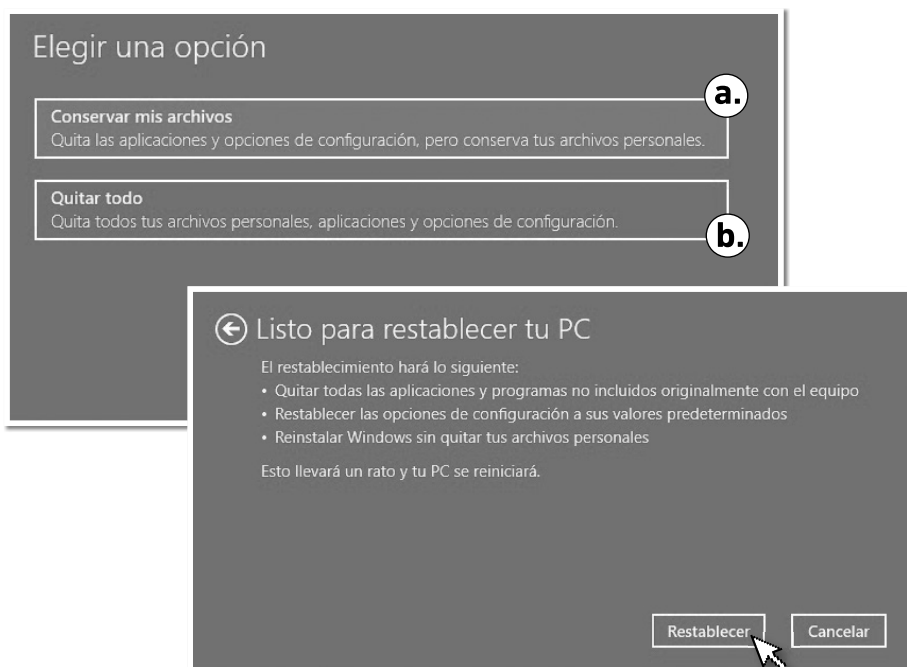 Elegir una opción
a.
Conservar mis archivos
Quita las aplicaciones y opciones de configuración, pero conserva tus archivos personales.
Quitar todo
Quita todos tus archivos personales, aplicaciones y opciones de configuración.
b.
Listo para restablecer tu PC
El restablecimiento hará lo siguiente:
• Quitar todas las aplicaciones y programas no incluidos originalmente con el equipo
• Restablecer las opciones de configuración a sus valores predeterminados
• Reinstalar Windows sin quitar tus archivos personales
Esto llevará un rato y tu PC se reiniciará.
Restablecer Cancelar